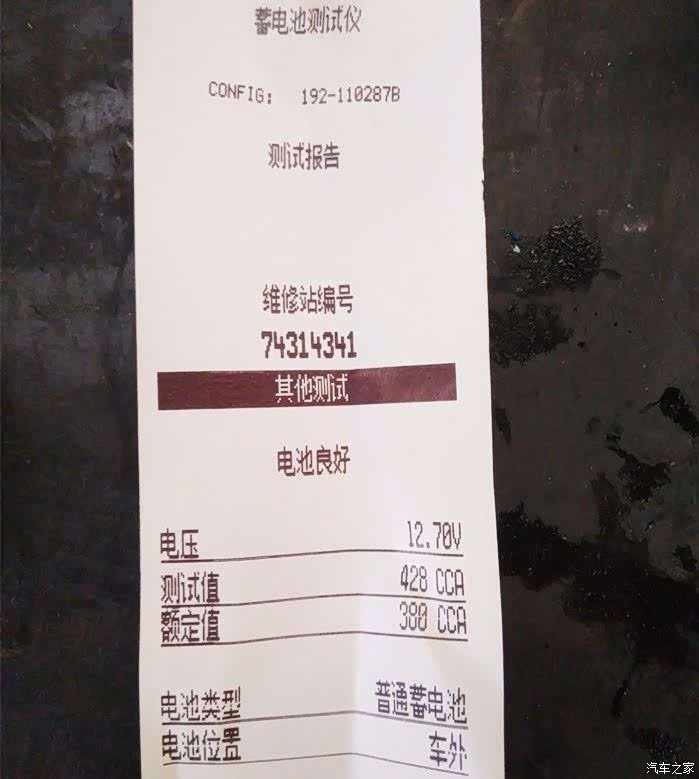 蓄电池测试仪
CONFIG: 192-110287B
测试报告
维修站编号
74314341
其他测试
电池良好
电压 12.70V
测试值 428 CCA
额定值 380 CCA
电池类型 普通蓄电池
电池位置 车外
汽车之家